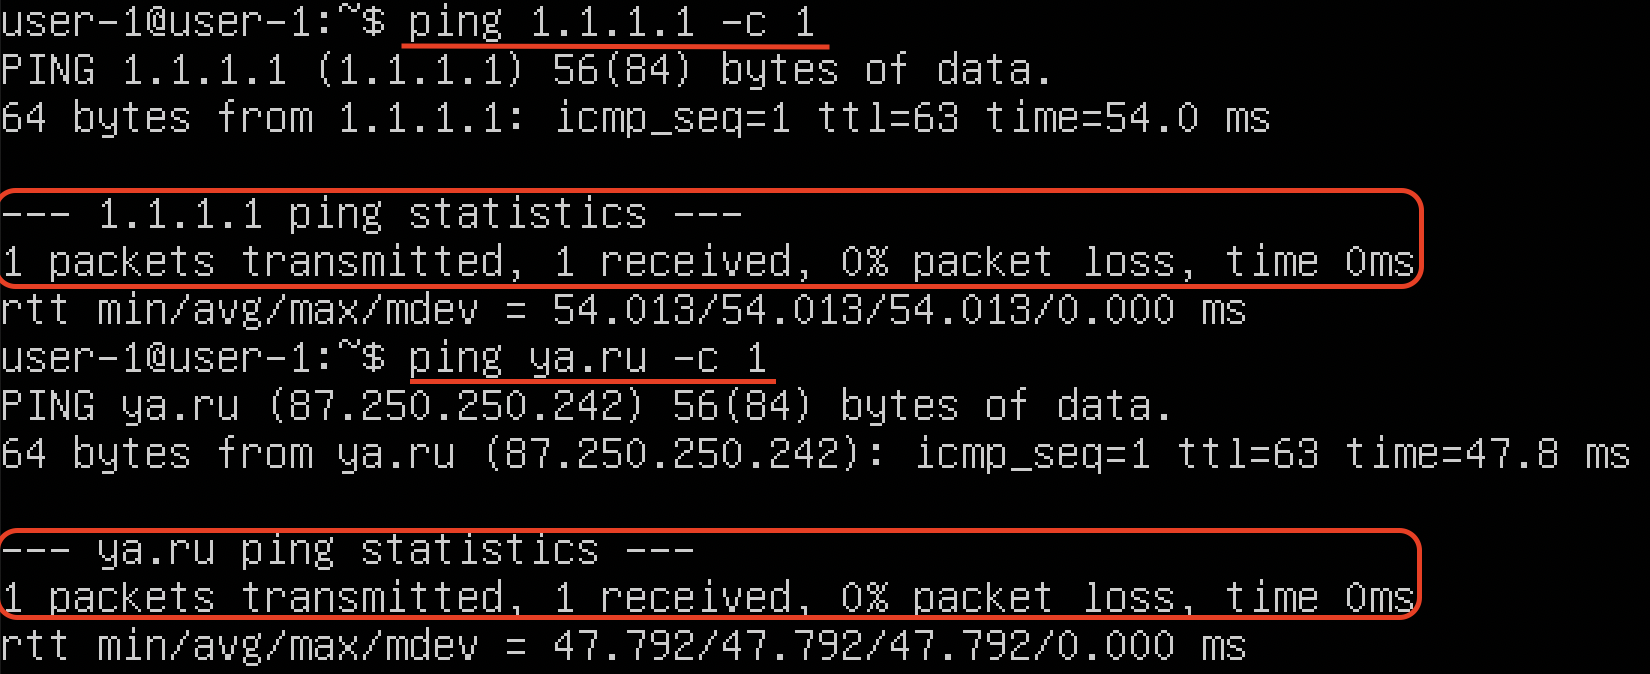 user-1@user-1:~$ ping 1.1.1.1 -c 1
PING 1.1.1.1 (1.1.1.1) 56(84) bytes of data.
64 bytes from 1.1.1.1: icmp_seq=1 ttl=63 time=54.0 ms
--- 1.1.1.1 ping statistics ---
1 packets transmitted, 1 received, 0% packet loss, time 0ms
rtt min/avg/max/mdev = 54.013/54.013/54.013/0.000 ms
user-1@user-1:~$ ping ya.ru -c 1
PING ya.ru (87.250.250.242) 56(84) bytes of data.
64 bytes from ya.ru (87.250.250.242): icmp_seq=1 ttl=63 time=47.8 ms
--- ya.ru ping statistics ---
1 packets transmitted, 1 received, 0% packet loss, time 0ms
rtt min/avg/max/mdev = 47.792/47.792/47.792/0.000 ms